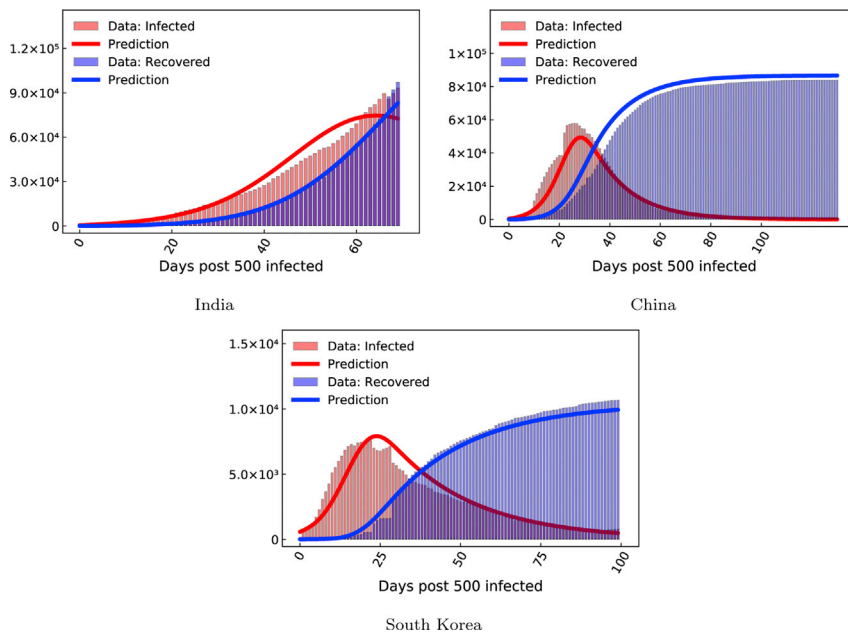 Data: Infected
Prediction
Data: Recovered
Prediction
1.2×10⁵
9.0×10⁴
6.0×10⁴
3.0×10⁴
0
0
20
40
60
Days post 500 infected
India
Data: Infected
Prediction
Data: Recovered
Prediction
1×10⁵
8×10⁴
6×10⁴
4×10⁴
2×10⁴
0
0
20
40
60
80
100
Days post 500 infected
China
Data: Infected
Prediction
Data: Recovered
Prediction
1.5×10⁴
1.0×10⁴
5.0×10³
0
0
25
50
75
100
Days post 500 infected
South Korea